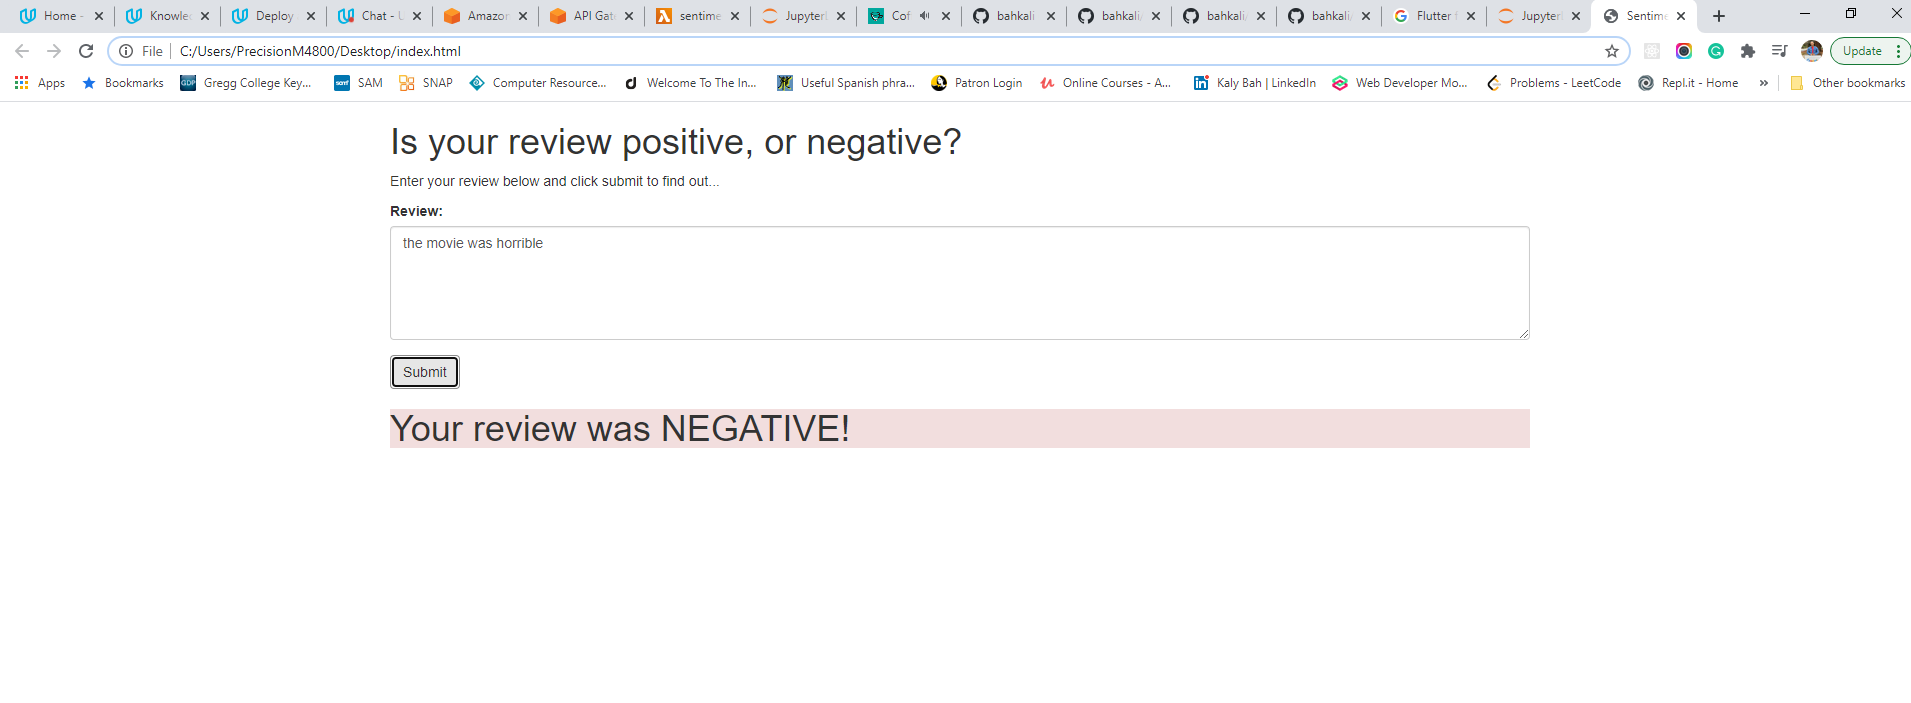 Home - Knowle Deploy Chat - U Amazon API Gat sentime Jupyter Cof bahkali bahkali/ bahkali/ bahkali/ Flutter Jupyter Sentime
File C:/Users/PrecisionM4800/Desktop/index.html Update
Apps Bookmarks Gregg College Key... SAM SNAP Computer Resource... Welcome To The In... Useful Spanish phra... Patron Login Online Courses - A... Kaly Bah | LinkedIn Web Developer Mo... Problems - LeetCode Repl.it - Home » Other bookmarks
Is your review positive, or negative?
Enter your review below and click submit to find out...
Review:
the movie was horrible
Submit
Your review was NEGATIVE!